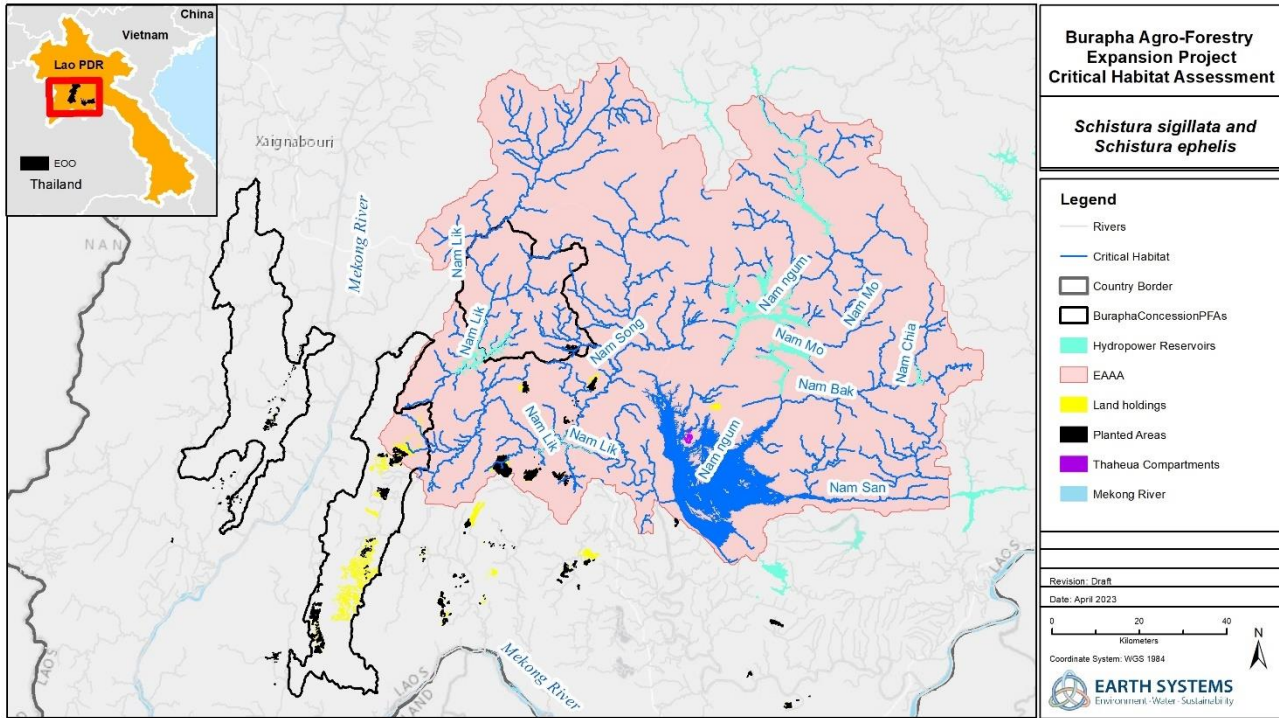 China
Vietnam
Lao PDR
EOO
Thailand
Xaignabouri
NAN
Mekong River
Nam Lik
Nam Lik
Nam Song
Nam ngum
Nam Mo
Nam Mo
Nam Chia
Nam Bak
Nam Lik
Nam Lik
Nam ngum
Nam San
LAOS
LAOS
LAOS
Mekong River
Burapha Agro-Forestry
Expansion Project
Critical Habitat Assessment
Schistura sigillata and
Schistura ephelis
Legend
Rivers
Critical Habitat
Country Border
BuraphaConcessionPFAs
Hydropower Reservoirs
EAAA
Land holdings
Planted Areas
Thaheua Compartments
Mekong River
Revision: Draft
Date: April 2023
0 20 40
Kilometers
N
Coordinate System: WGS 1984
EARTH SYSTEMS
Environment - Water - Sustainability